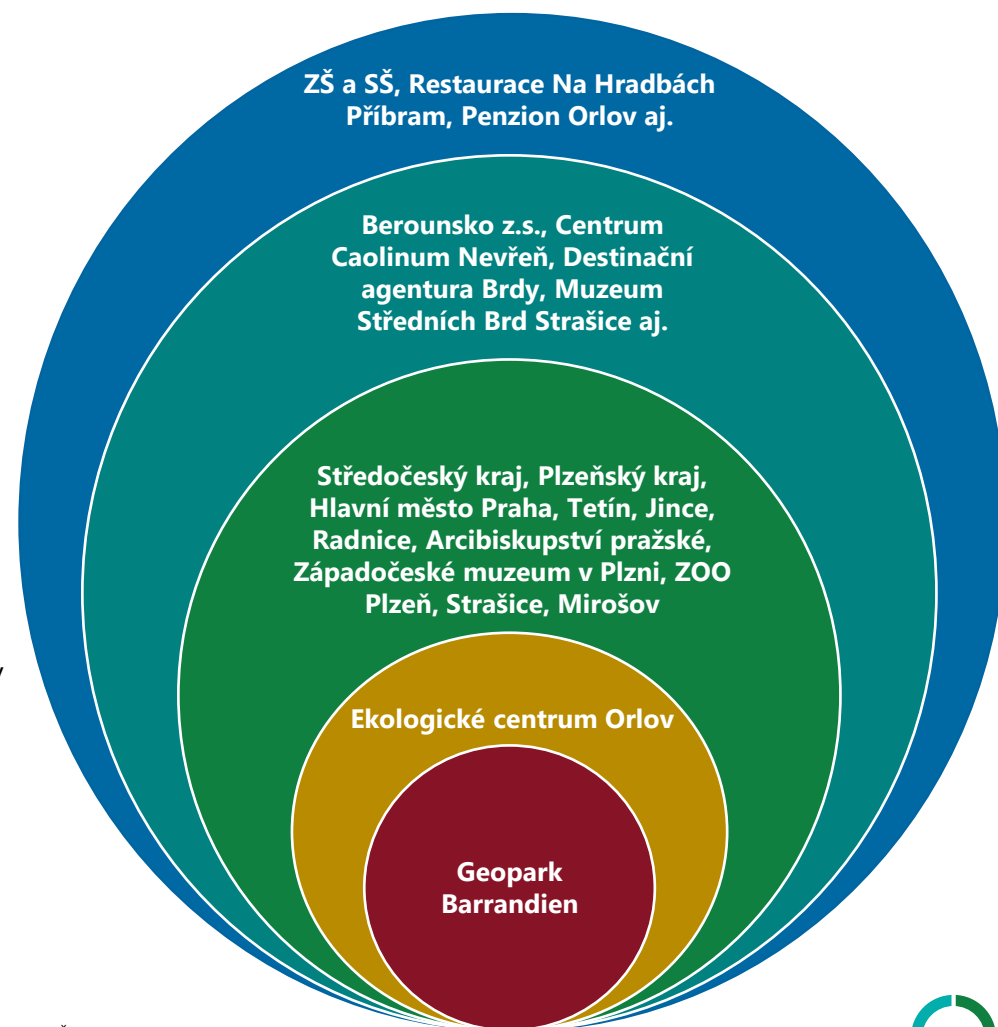 ZŠ a SŠ, Restaurace Na Hradbách
Příbram, Penzion Orlov aj.
Berounsko z.s., Centrum
Caolinum Nevřeň, Destinační
agentura Brdy, Muzeum
Středních Brd Strašice aj.
Středočeský kraj, Plzeňský kraj,
Hlavní město Praha, Tetín, Jince,
Radnice, Arcibiskupství pražské,
Západočeské muzeum v Plzni, ZOO
Plzeň, Strašice, Mirošov
Ekologické centrum Orlov
Geopark
Barrandien